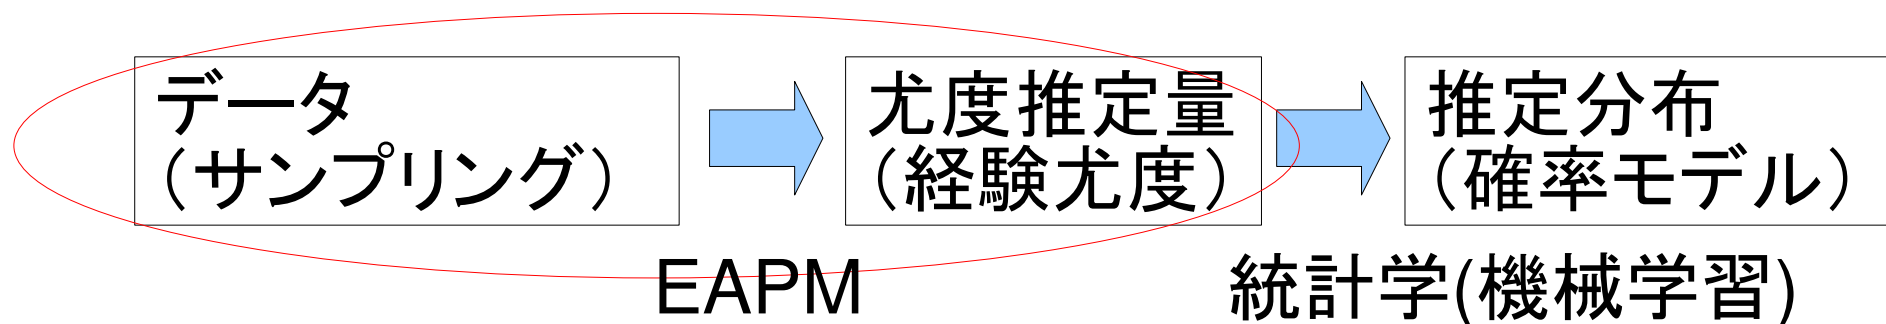 データ
（サンプリング）
尤度推定量
（経験尤度）
推定分布
（確率モデル）
EAPM
統計学(機械学習)